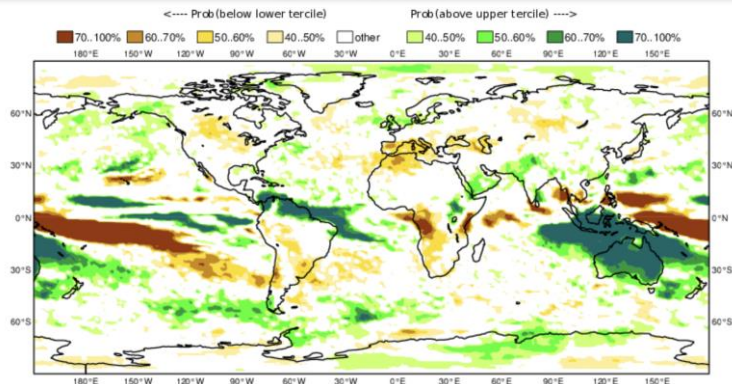 <---- Prob(below lower tercile) Prob(above upper tercile) ---->
70..100% 60..70% 50..60% 40..50% other 40..50% 50..60% 60..70% 70..100%
180°E 150°W 120°W 90°W 60°W 30°W 0°E 30°E 60°E 90°E 120°E 150°E
60°N 60°N
30°N 30°N
0°N 0°N
30°S 30°S
60°S 60°S
180°E 150°W 120°W 90°W 60°W 30°W 0°E 30°E 60°E 90°E 120°E 150°E